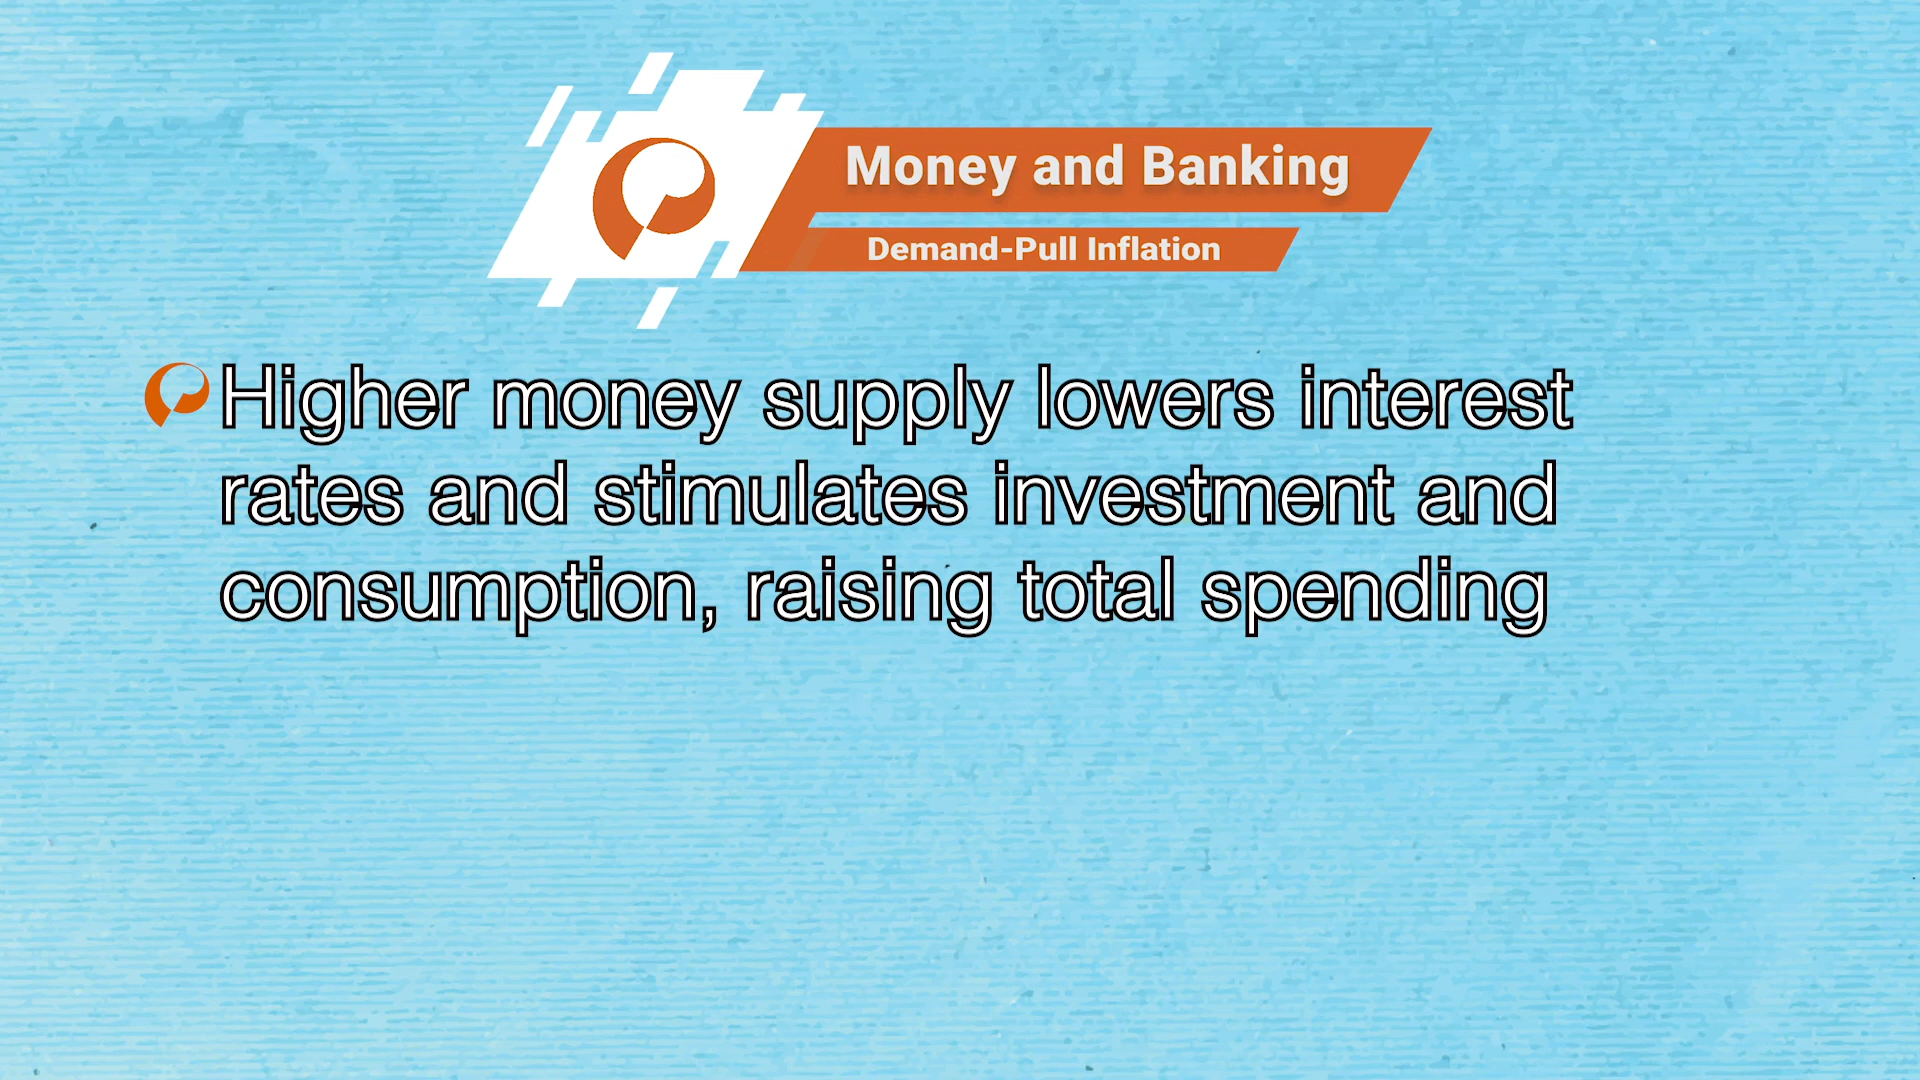 Money and Banking
Demand-Pull Inflation
Higher money supply lowers interest
rates and stimulates investment and
consumption, raising total spending